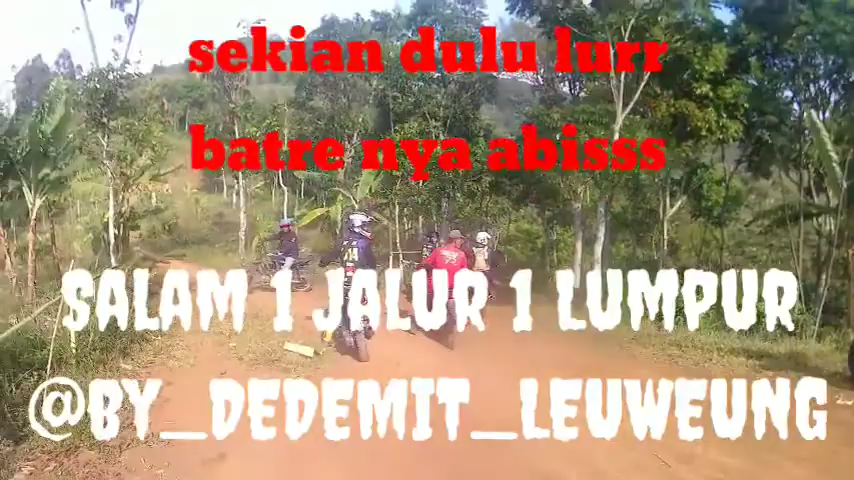 sekian dulu lurr
batre nya abisss
SALAM 1 JALUR 1 LUMPUR
@BY_DEDEMIT_LEUWEUNG